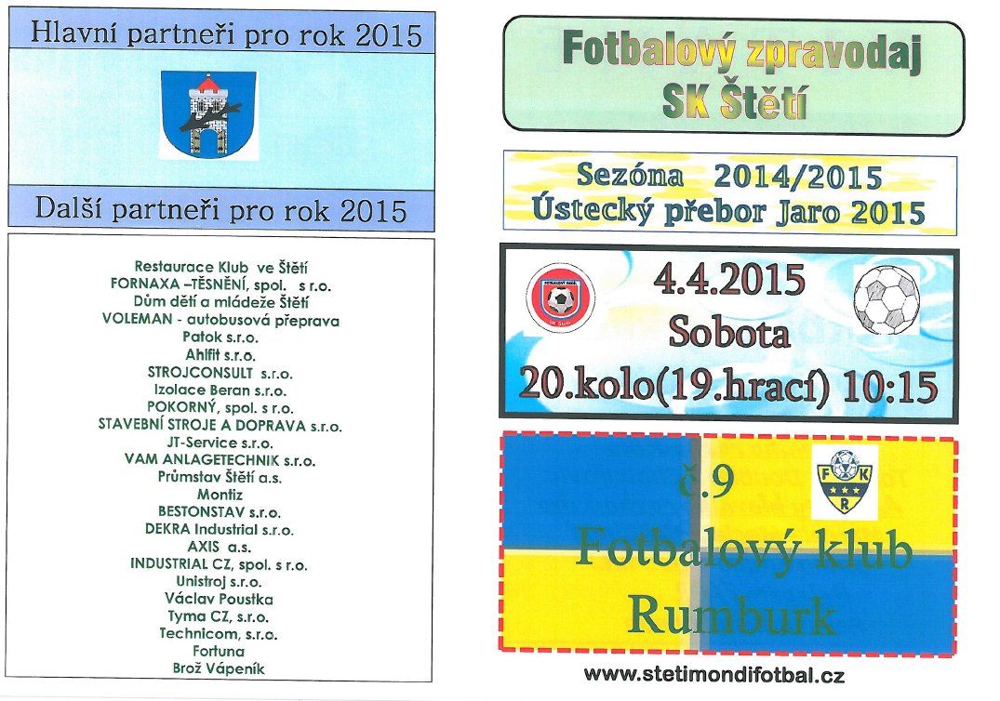 Hlavní partneři pro rok 2015
Další partneři pro rok 2015
Restaurace Klub ve Štětí
FORNAXA –TĚSNĚNÍ, spol. s r.o.
Dům dětí a mládeže Štětí
VOLEMAN - autobusová přeprava
Patok s.r.o.
Ahlfit s.r.o.
STROJCONSULT s.r.o.
Izolace Beran s.r.o.
POKORNÝ, spol. s r.o.
STAVEBNÍ STROJE A DOPRAVA s.r.o.
JT-Service s.r.o.
VAM ANLAGETECHNIK s.r.o.
Průmstav Štětí a.s.
Montiz
BESTONSTAV s.r.o.
DEKRA Industrial s.r.o.
AXIS a.s.
INDUSTRIAL CZ, spol. s r.o.
Unistroj s.r.o.
Václav Poustka
Tyma CZ, s.r.o.
Technicom, s.r.o.
Fortuna
Brož Vápeník
Fotbalový zpravodaj
SK Štětí
Sezóna 2014/2015
Ústecký přebor Jaro 2015
FOTBALOVÝ ODDÍL
SK Štětí
4.4.2015
Sobota
20.kolo(19.hrací) 10:15
č.9
F K
R
Fotbalový klub
Rumburk
www.stetimondifotbal.cz